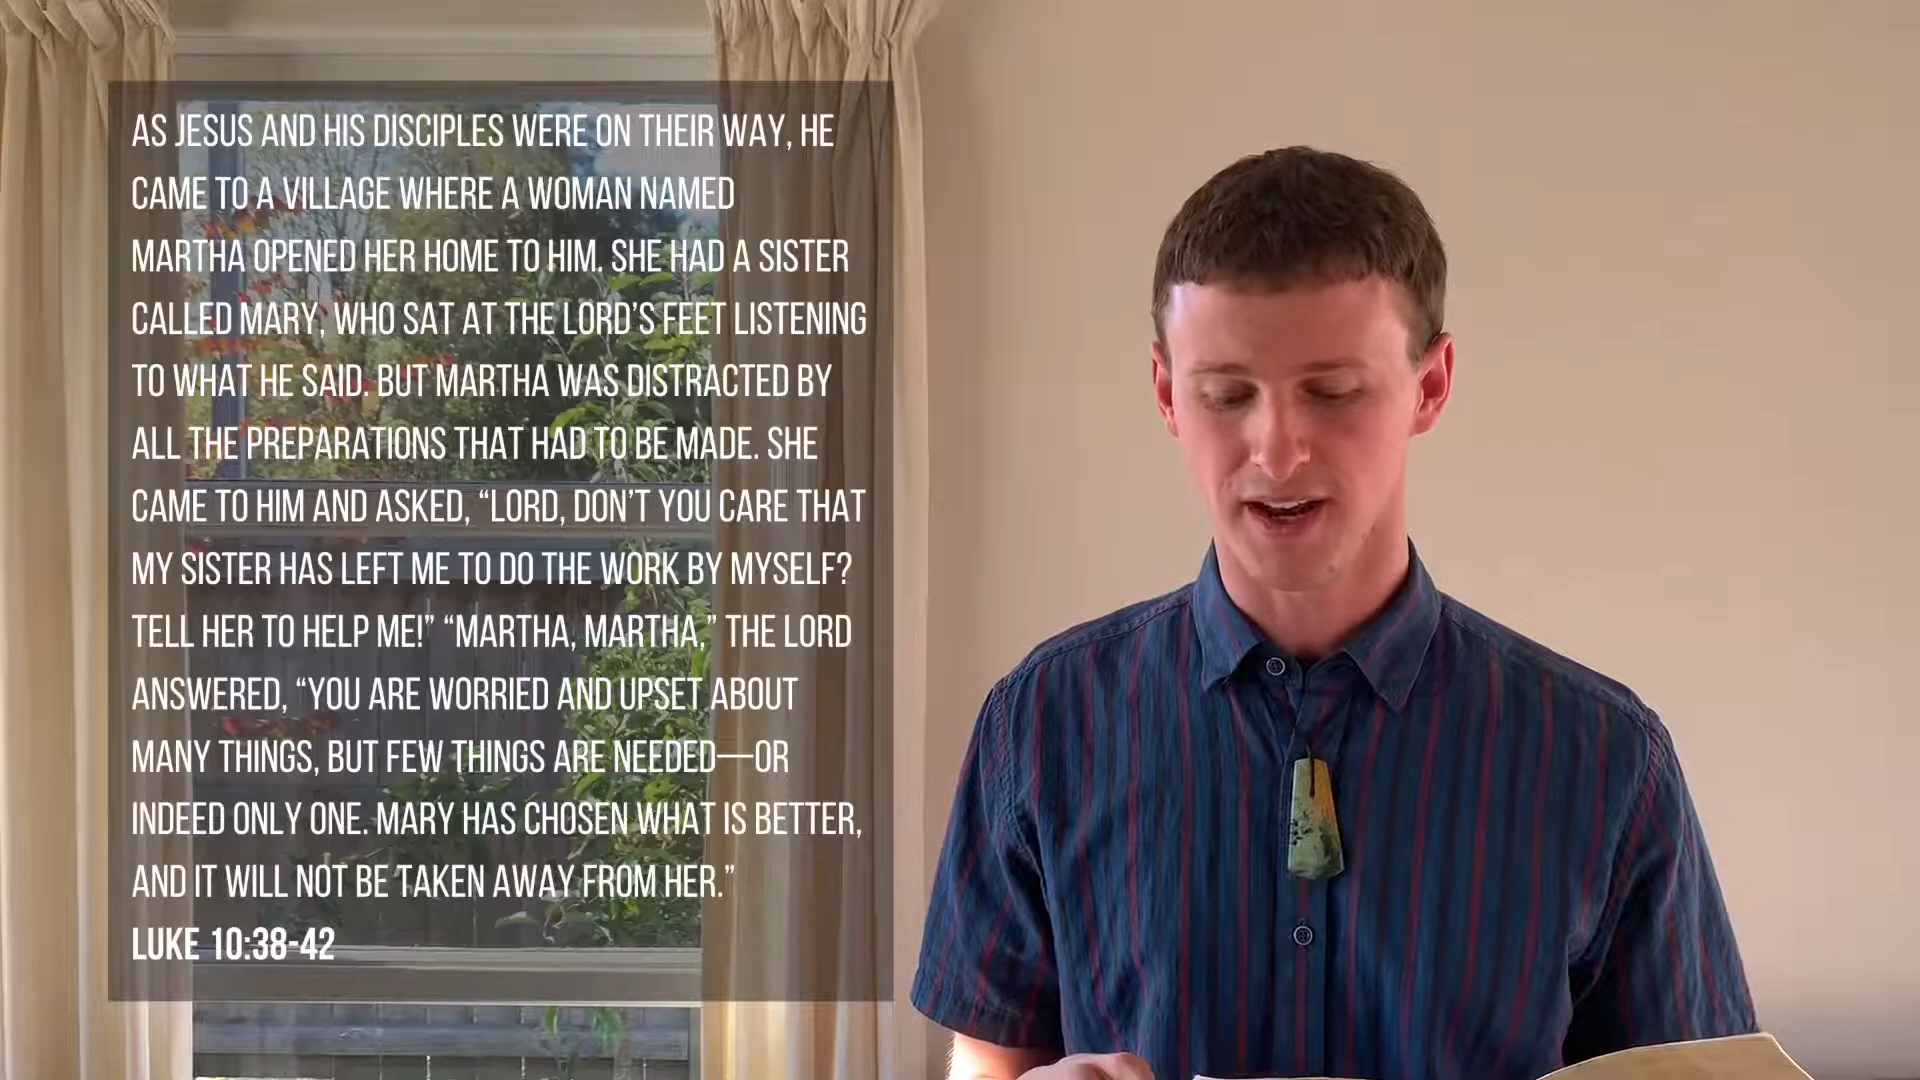 AS JESUS AND HIS DISCIPLES WERE ON THEIR WAY, HE
CAME TO A VILLAGE WHERE A WOMAN NAMED
MARTHA OPENED HER HOME TO HIM. SHE HAD A SISTER
CALLED MARY, WHO SAT AT THE LORD’S FEET LISTENING
TO WHAT HE SAID. BUT MARTHA WAS DISTRACTED BY
ALL THE PREPARATIONS THAT HAD TO BE MADE. SHE
CAME TO HIM AND ASKED, “LORD, DON’T YOU CARE THAT
MY SISTER HAS LEFT ME TO DO THE WORK BY MYSELF?
TELL HER TO HELP ME!” “MARTHA, MARTHA,” THE LORD
ANSWERED, “YOU ARE WORRIED AND UPSET ABOUT
MANY THINGS, BUT FEW THINGS ARE NEEDED—OR
INDEED ONLY ONE. MARY HAS CHOSEN WHAT IS BETTER,
AND IT WILL NOT BE TAKEN AWAY FROM HER.”
LUKE 10:38-42